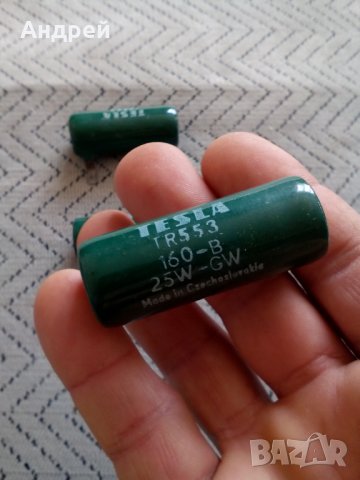 Андрей
TESLA
TESLA
TR553
160-B
25W-GW
Made in Czechoslovakia
BAZAR